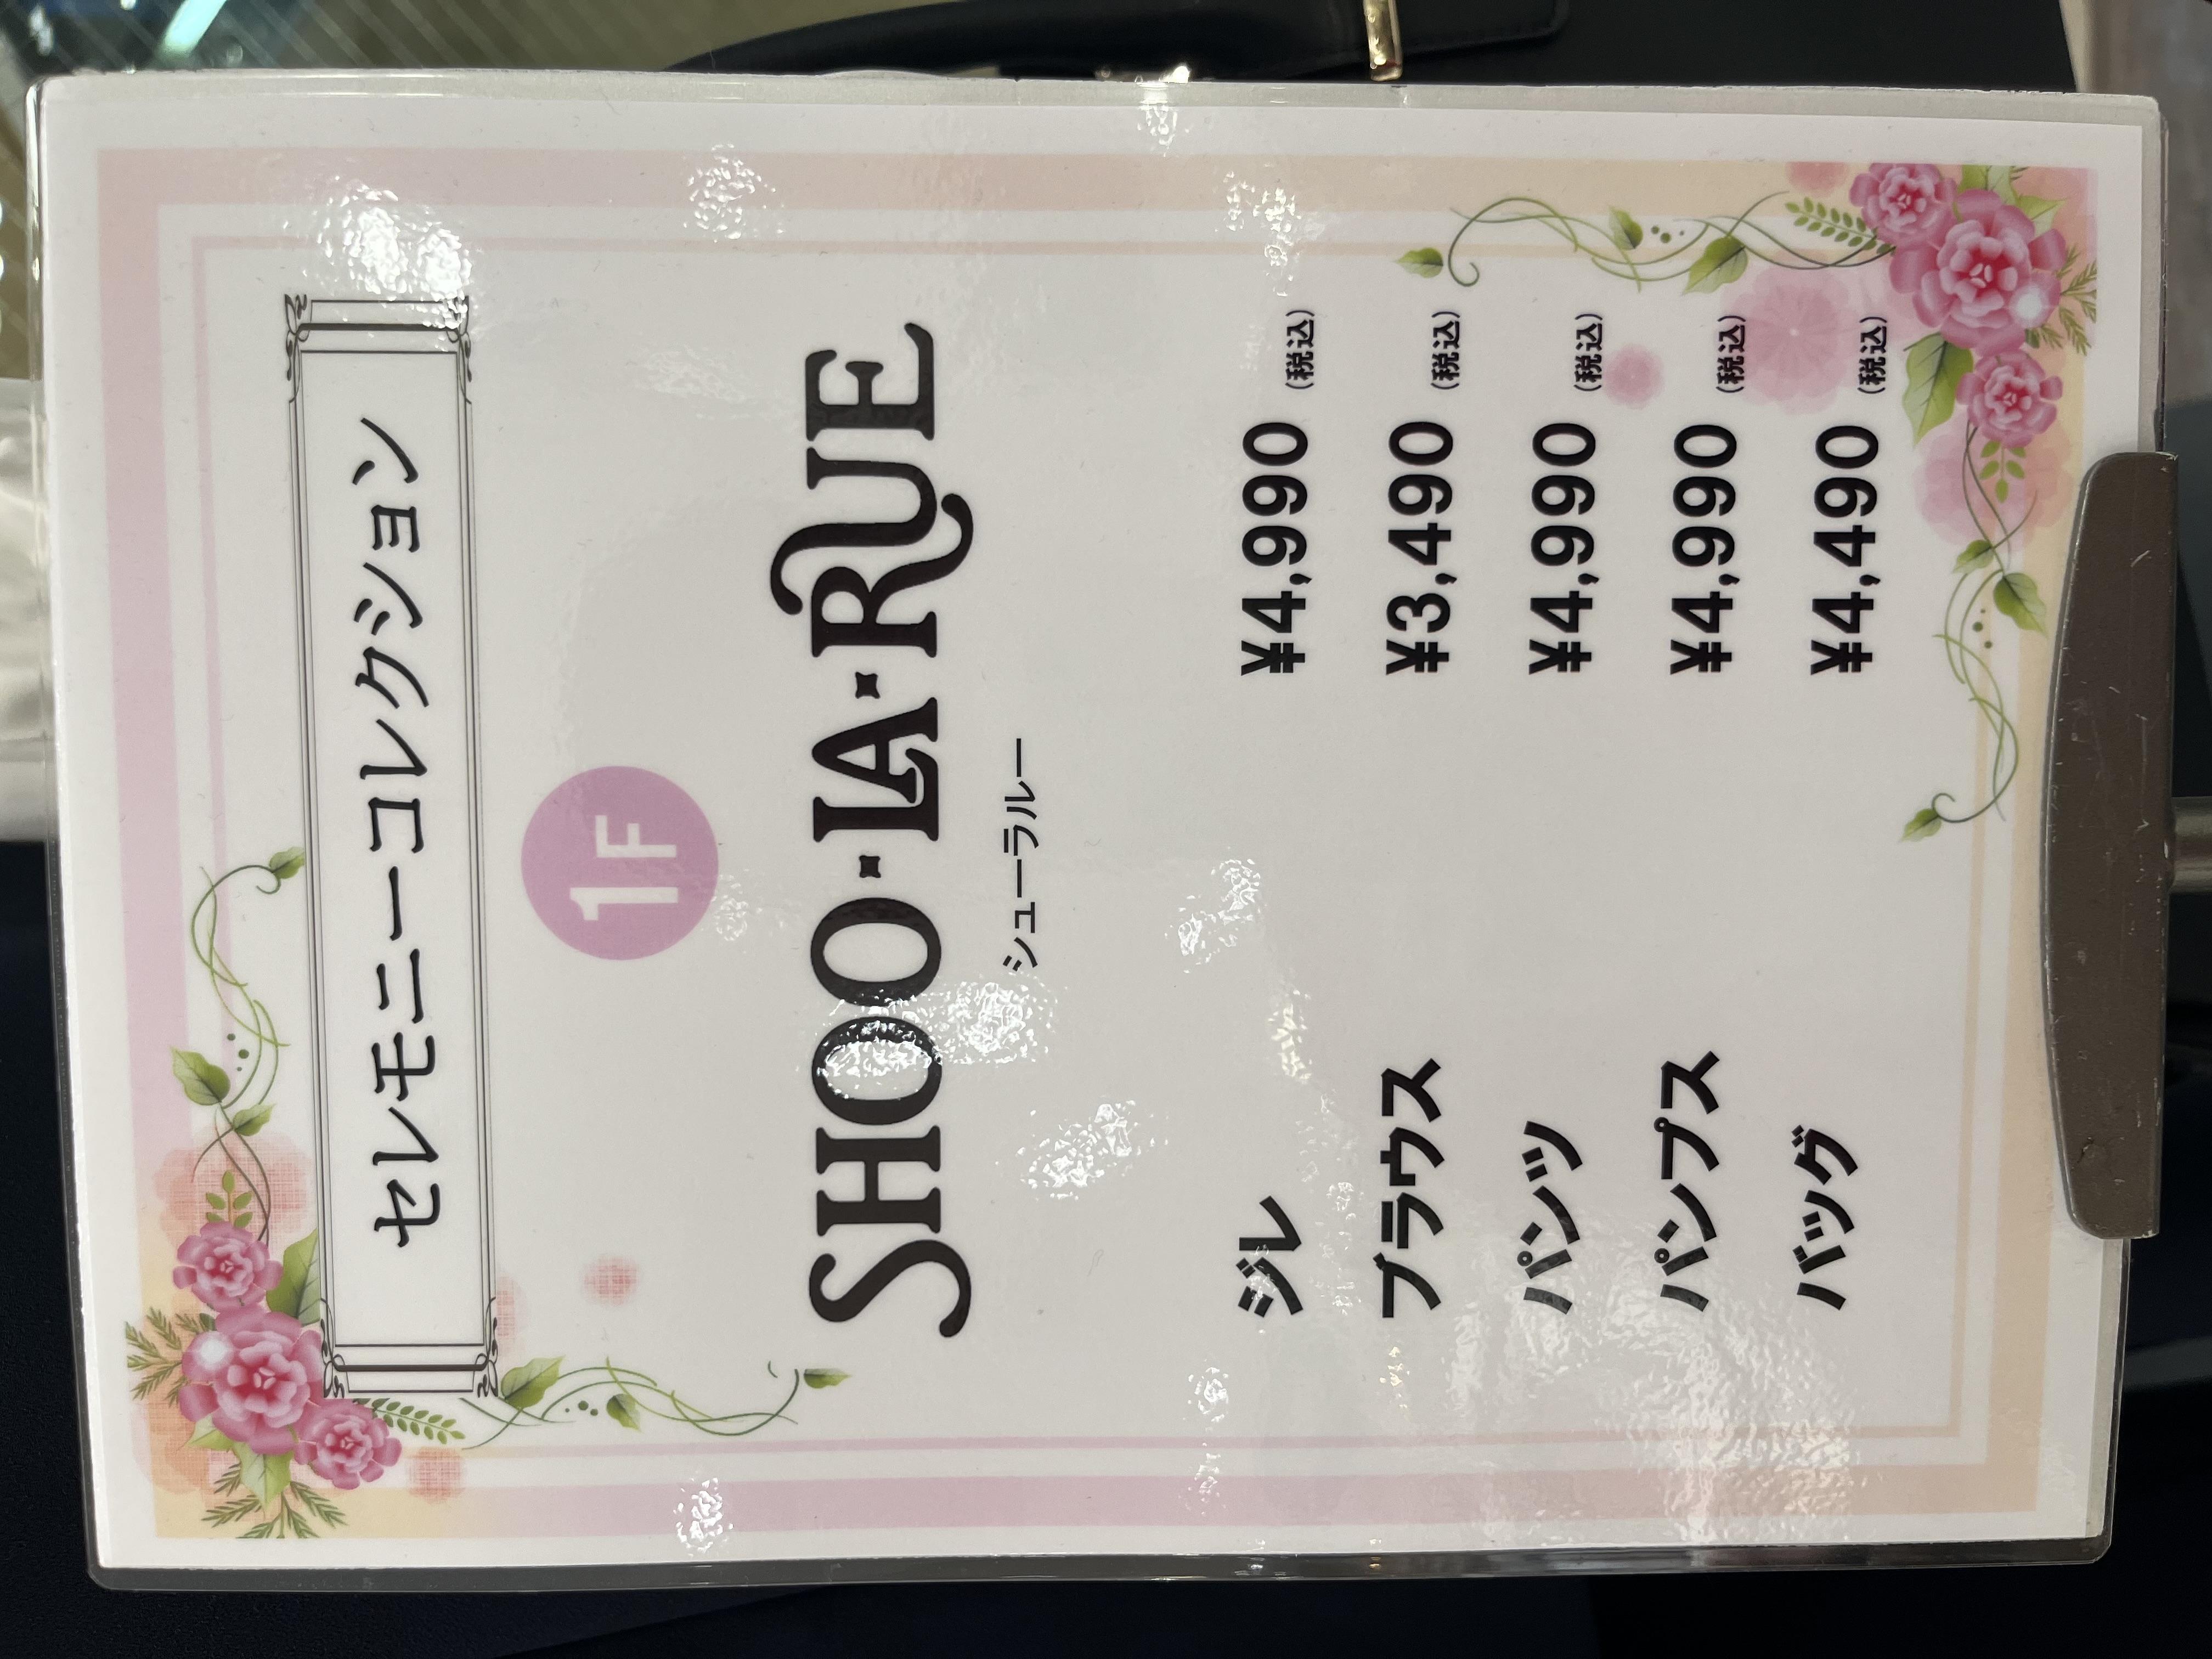 セレモニーコレクション
1F
SHOO・LA・RUE
シューラルー
ジレ ¥4,990 (税込)
ブラウス ¥3,490 (税込)
パンツ ¥4,990 (税込)
パンプス ¥4,990 (税込)
バッグ ¥4,490 (税込)